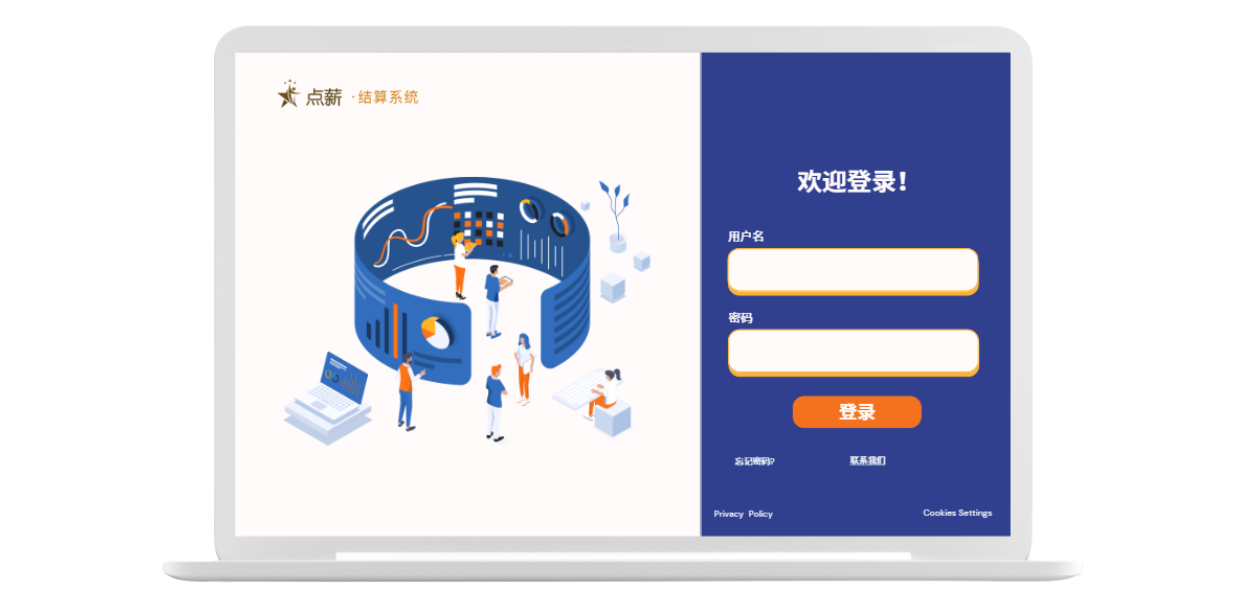 点薪 ·结算系统
欢迎登录!
用户名
密码
登录
忘记密码?
联系我们
Privacy Policy
Cookies Settings